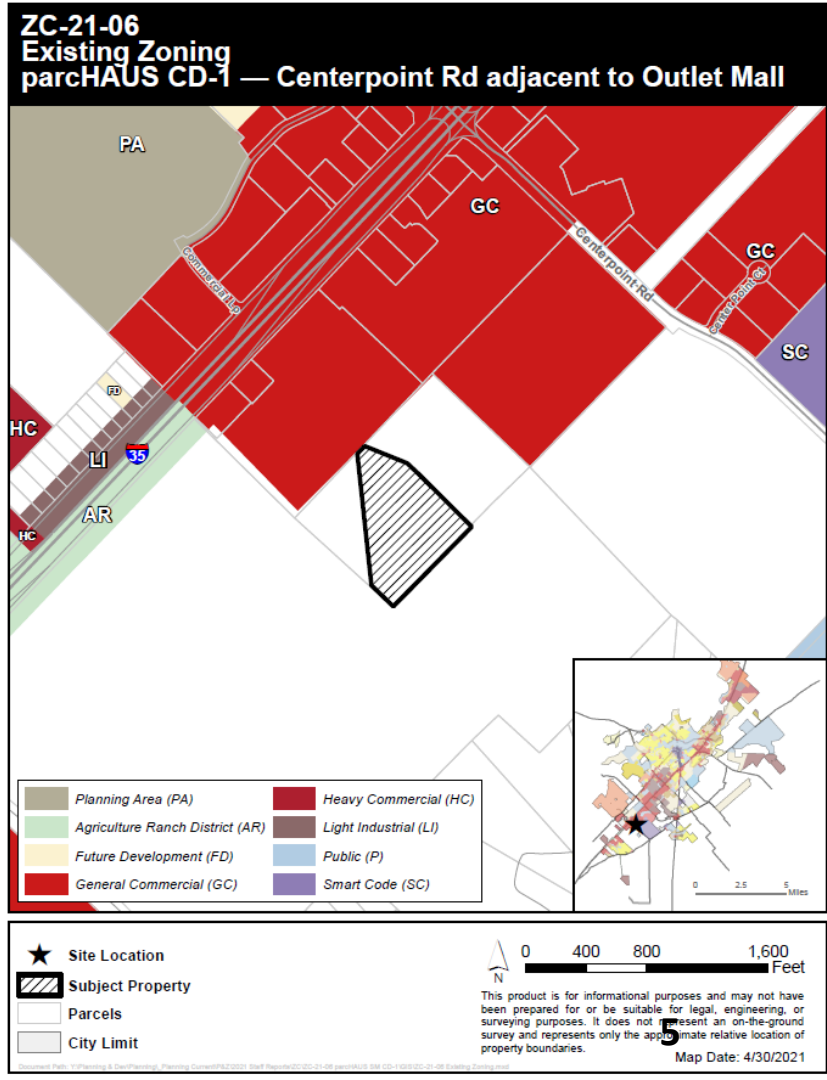 ZC-21-06
Existing Zoning
parcHAUS CD-1 — Centerpoint Rd adjacent to Outlet Mall
PA
GC
Centerpoint Rd
GC
Commercial Lp
Center Point Ct
SC
FD
HC
LI
35
AR
HC
Planning Area (PA)
Agriculture Ranch District (AR)
Future Development (FD)
General Commercial (GC)
Heavy Commercial (HC)
Light Industrial (LI)
Public (P)
Smart Code (SC)
0 2.5 5
Miles
Site Location
Subject Property
Parcels
City Limit
N
0 400 800 1,600
Feet
This product is for informational purposes and may not have
been prepared for or be suitable for legal, engineering, or
surveying purposes. It does not represent an on-the-ground
survey and represents only the approximate relative location of
property boundaries.
5
Map Date: 4/30/2021